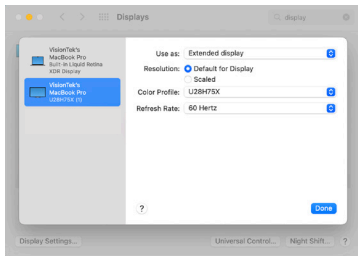 Displays
display
VisionTek's
MacBook Pro
Built-in Liquid Retina
XDR Display
VisionTek's
MacBook Pro
U28H75X (1)
Use as: Extended display
Resolution: Default for Display
Scaled
Color Profile: U28H75X
Refresh Rate: 60 Hertz
?
Done
Display Settings...
Universal Control...
Night Shift...
?